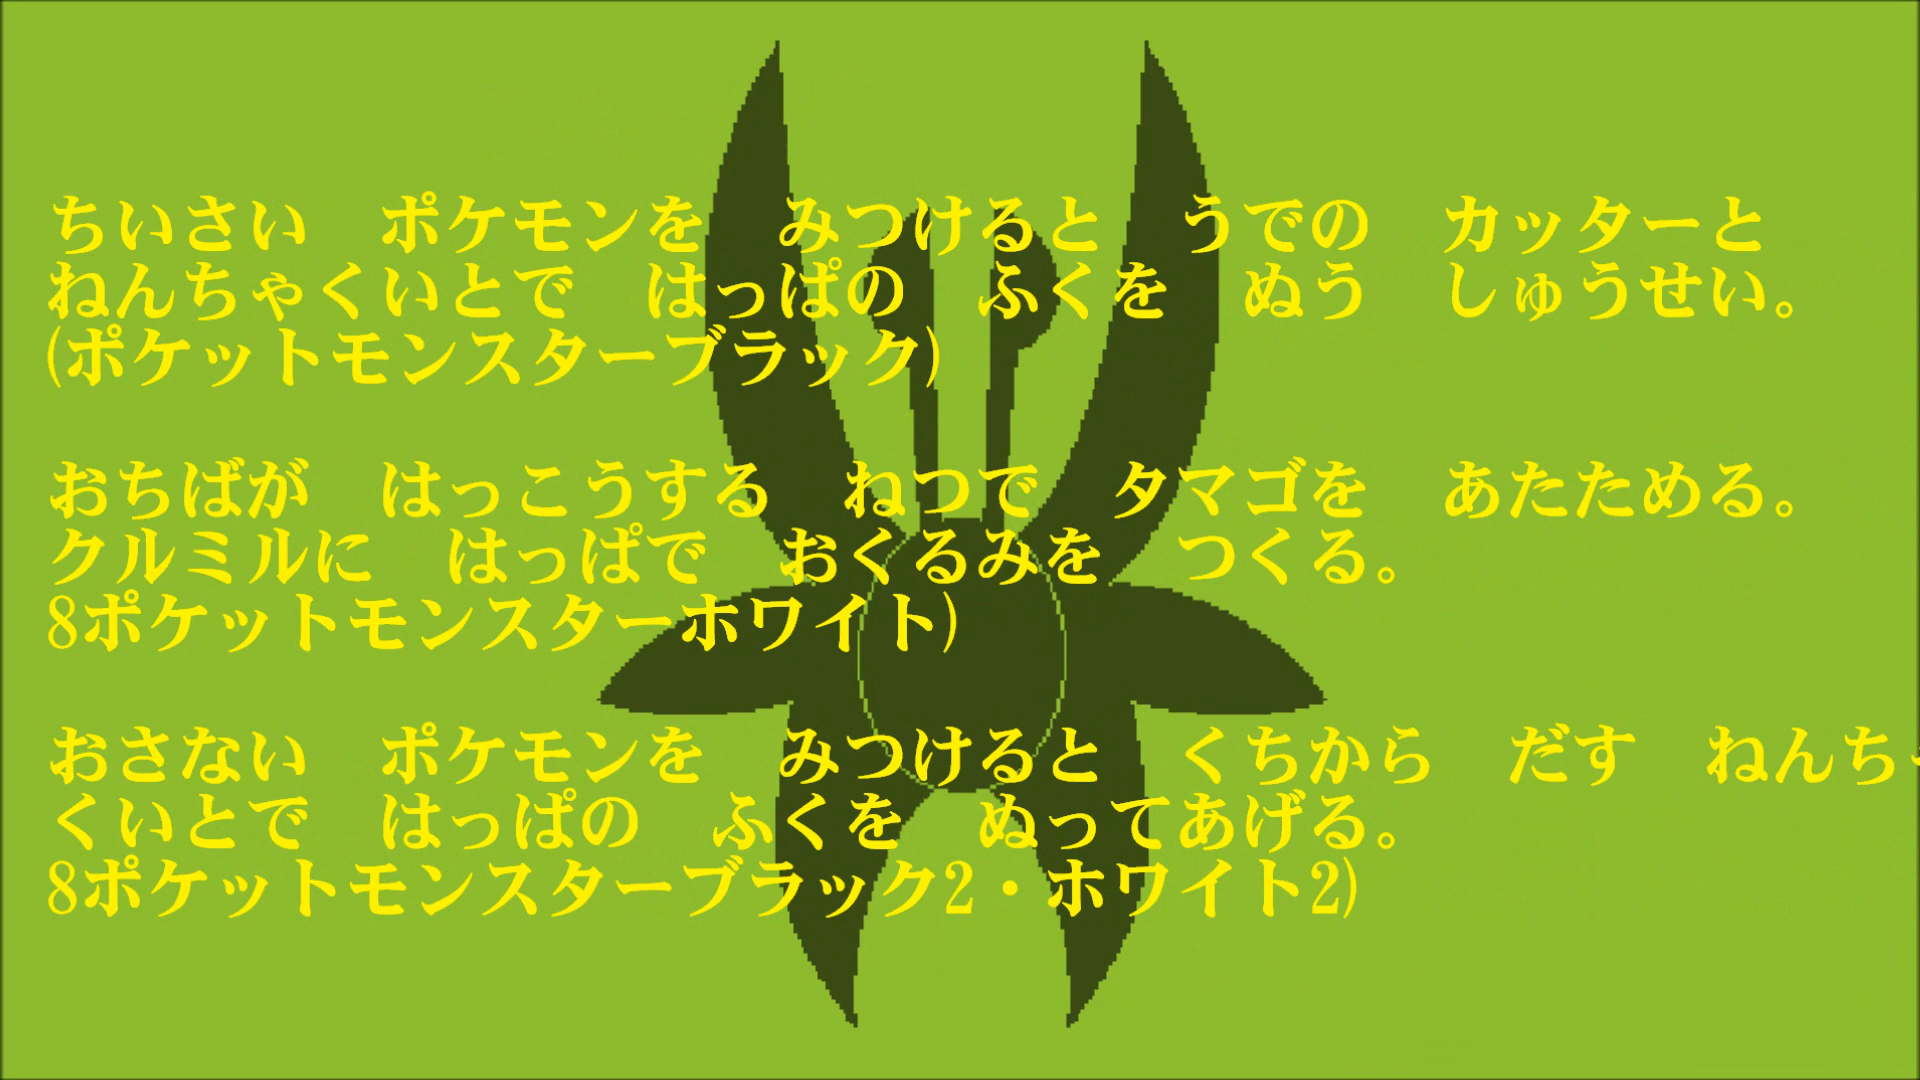 ちいさい　ポケモンを　みつけると　うでの　カッターと
ねんちゃくいとで　はっぱの　ふくを　ぬう　しゅうせい。
(ポケットモンスターブラック)
おちばが　はっこうする　ねつで　タマゴを　あたためる。
クルミルに　はっぱで　おくるみを　つくる。
8ポケットモンスターホワイト)
おさない　ポケモンを　みつけると　くちから　だす　ねんちゃ
くいとで　はっぱの　ふくを　ぬってあげる。
8ポケットモンスターブラック2・ホワイト2)